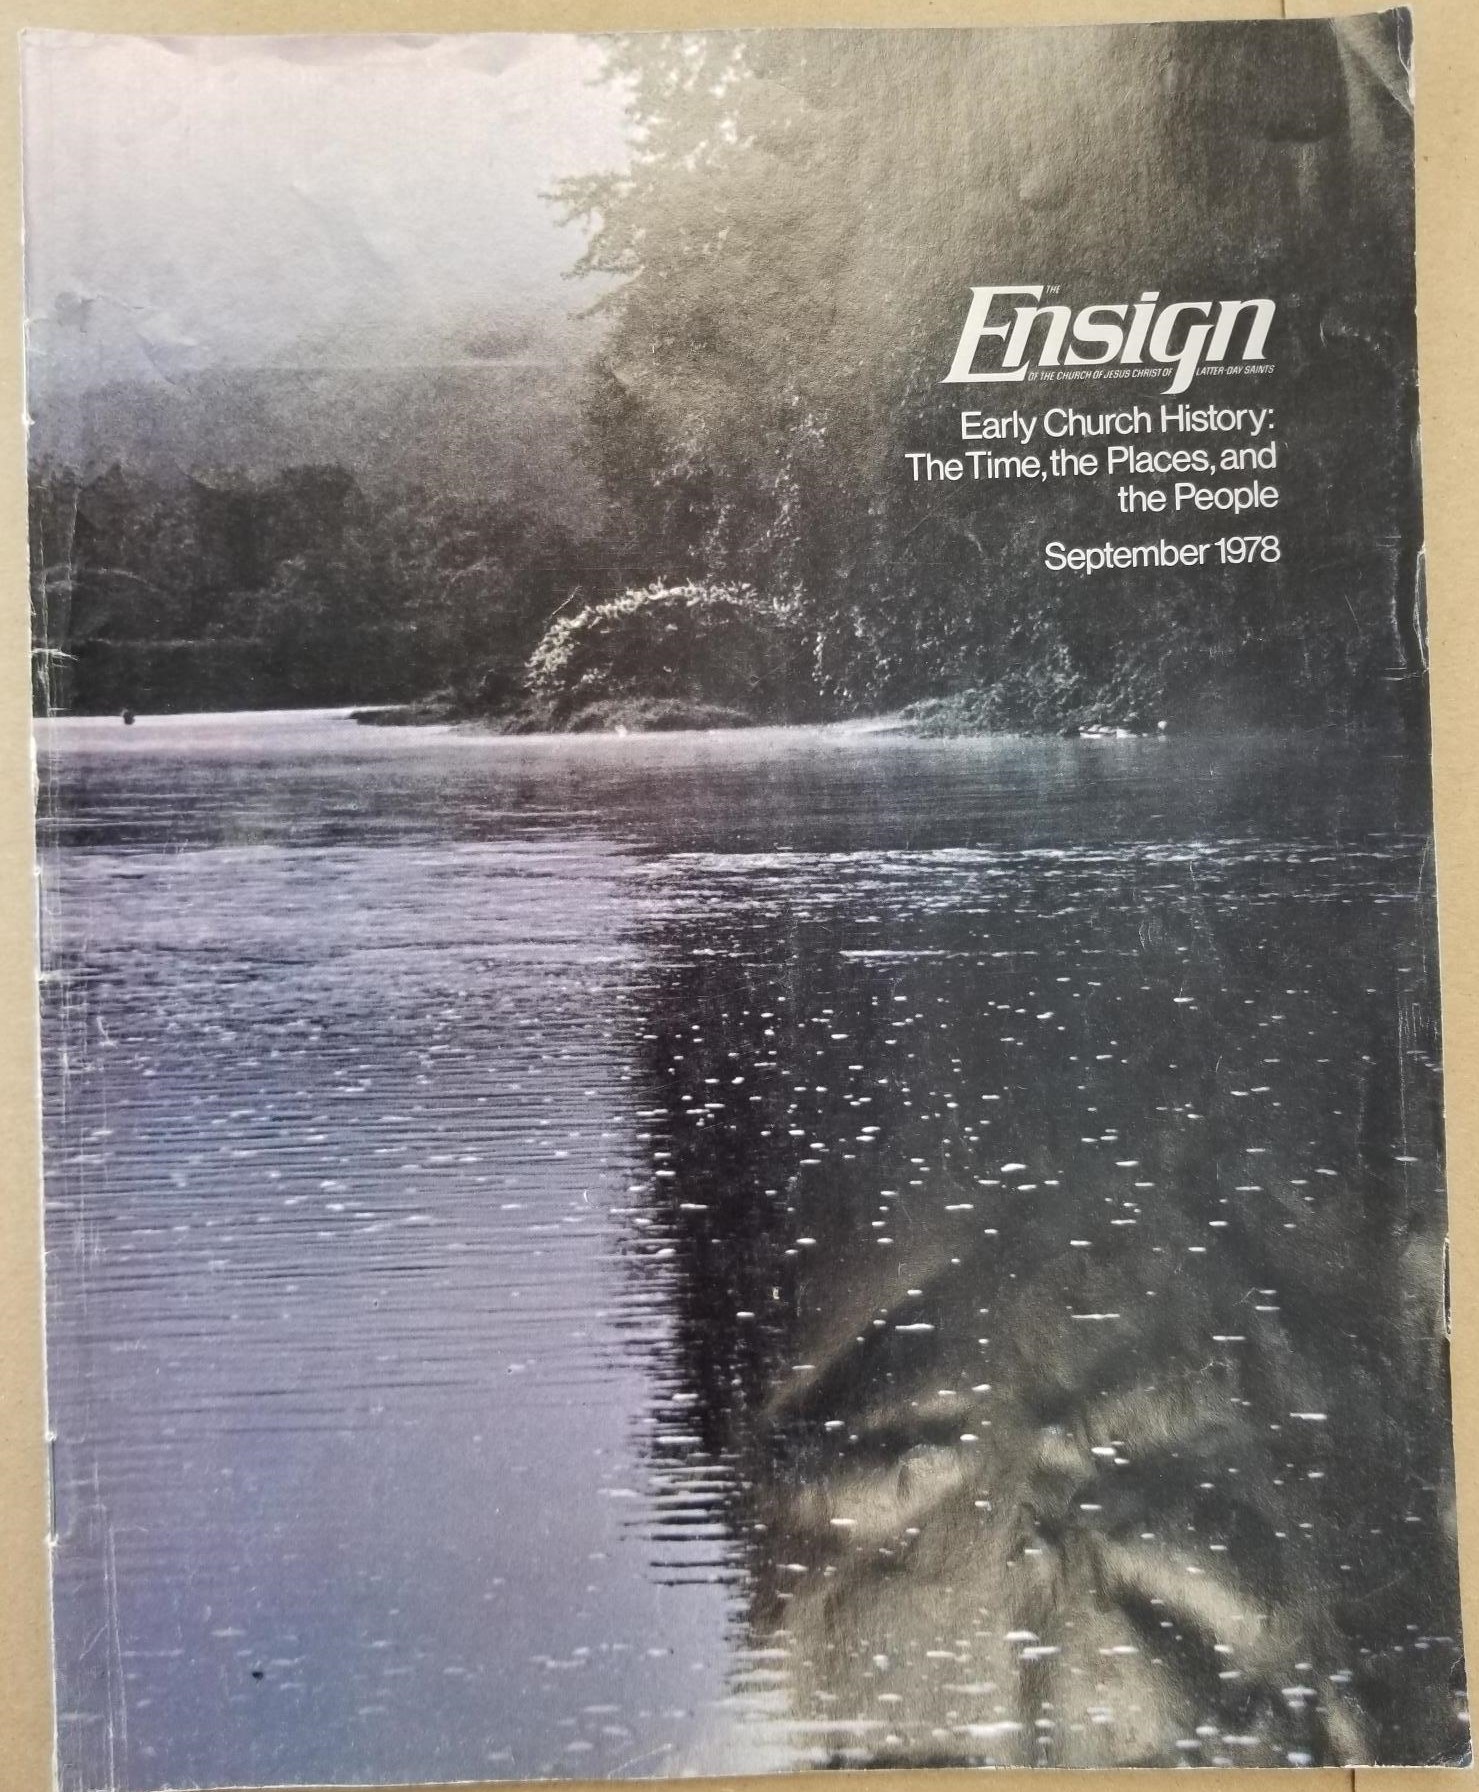 THE
Ensign
OF THE CHURCH OF JESUS CHRIST OF LATTER-DAY SAINTS
Early Church History:
The Time, the Places, and
the People
September 1978